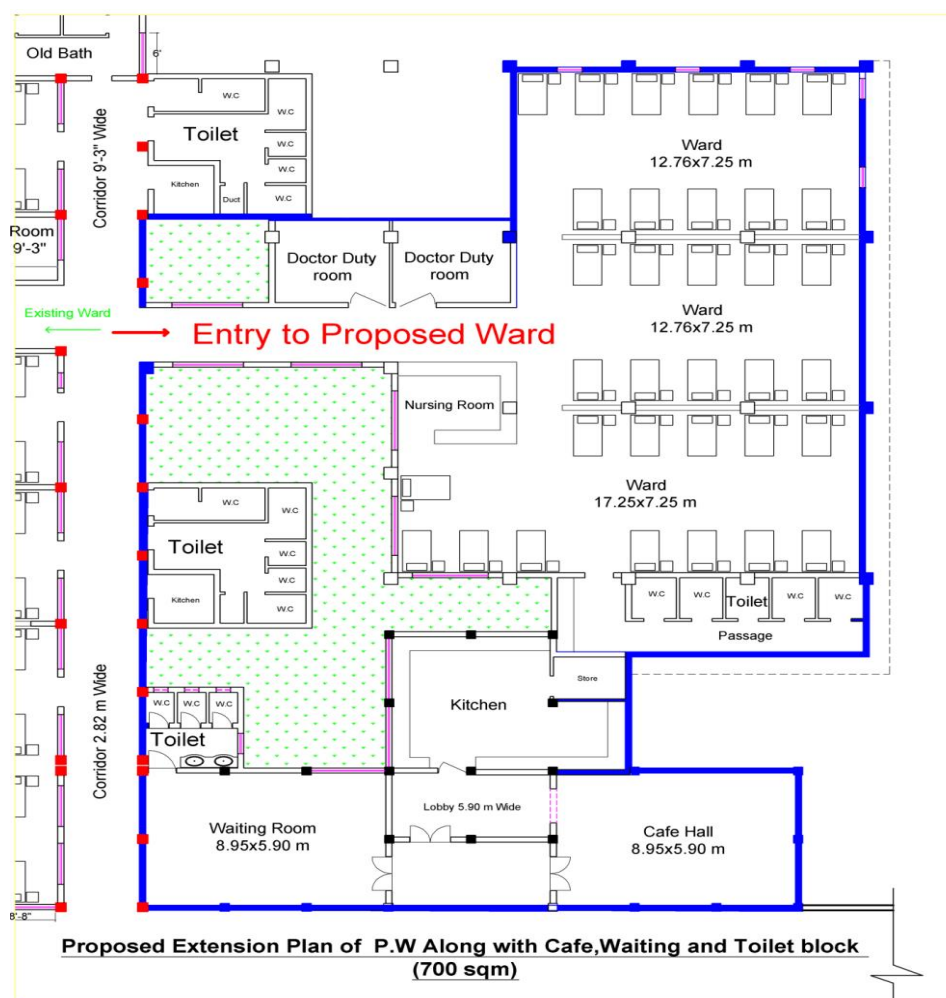 Old Bath
6'
W.C
Toilet
W.C
W.C
W.C
Kitchen
Duct
W.C
Corridor 9'-3" Wide
Room
9'-3"
Doctor Duty
room
Doctor Duty
room
Ward
12.76x7.25 m
Existing Ward
Entry to Proposed Ward
Ward
12.76x7.25 m
Nursing Room
Ward
17.25x7.25 m
W.C
W.C
Toilet
W.C
W.C
Kitchen
W.C
W.C
W.C
Toilet
W.C
W.C
Passage
Corridor 2.82 m Wide
W.C
W.C
W.C
Toilet
Kitchen
Store
Lobby 5.90 m Wide
Waiting Room
8.95x5.90 m
Cafe Hall
8.95x5.90 m
8'-8"
Proposed Extension Plan of P.W Along with Cafe,Waiting and Toilet block
(700 sqm)